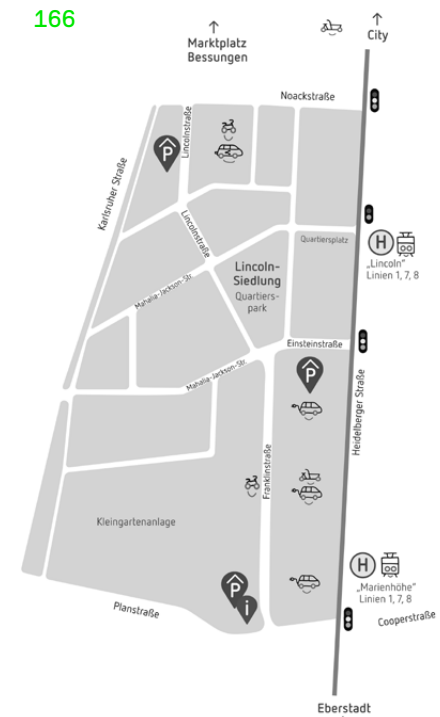 166
Marktplatz
Bessungen
City
Noackstraße
Lincolnstraße
Karlsruher Straße
P
Lincolnstraße
Quartiersplatz
H
„Lincoln“
Linien 1, 7, 8
Lincoln-
Siedlung
Quartiers-
park
Mahalia-Jackson-Str.
Einsteinstraße
Mahalia-Jackson-Str.
P
Heidelberger Straße
Franklinstraße
Kleingartenanlage
H
„Marienhöhe“
Linien 1, 7, 8
P
i
Planstraße
Cooperstraße
Eberstadt